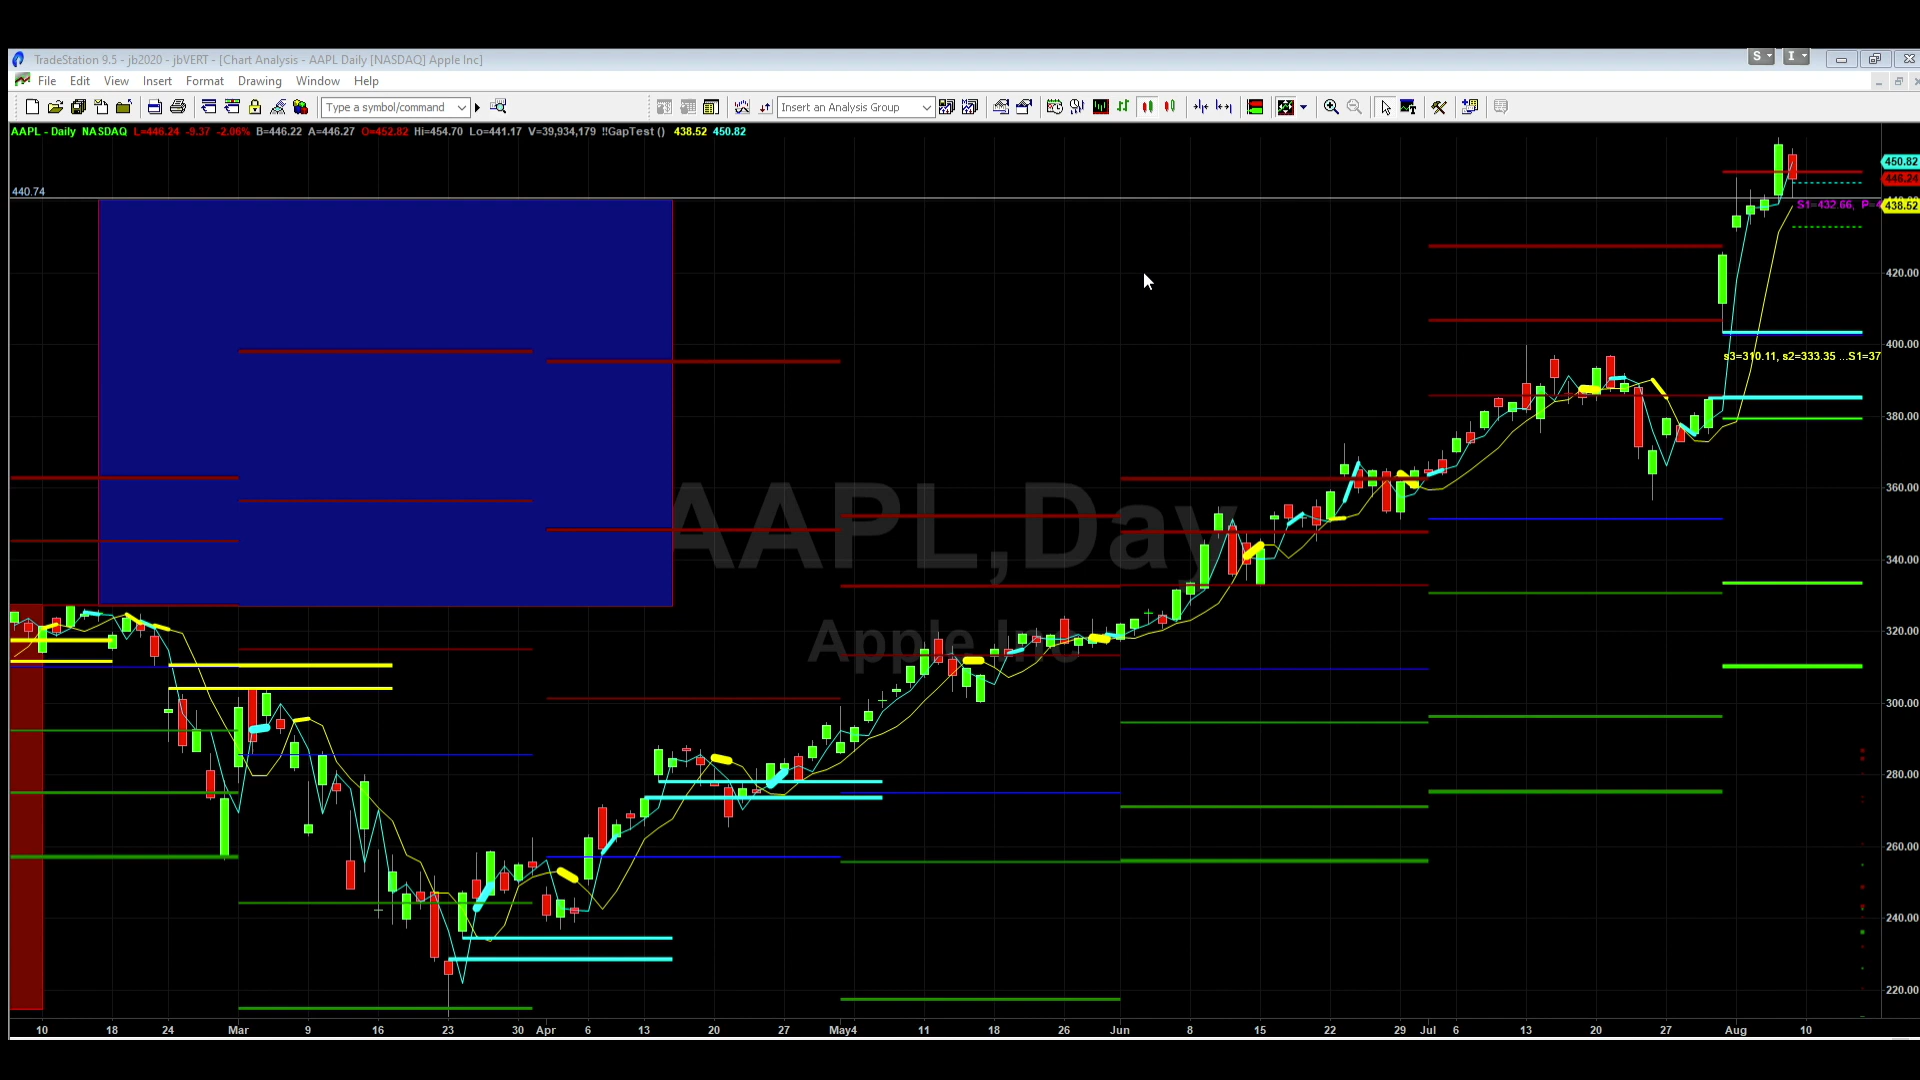 TradeStation 9.5 - jb2020 - jbVERT - [Chart Analysis - AAPL Daily [NASDAQ] Apple Inc]
S I
File Edit View Insert Format Drawing Window Help
Type a symbol/command Insert an Analysis Group
AAPL - Daily NASDAQ L=446.24 -9.37 -2.06% B=446.22 A=446.27 O=452.82 Hi=454.70 Lo=441.17 V=39,934,179 !!GapTest () 438.52 450.82
450.82
446.24
440.74
S1=432.66, P=4
438.52
420.00
400.00
s3=310.11, s2=333.35 ...S1=37
380.00
360.00
AAPL,Day
340.00
320.00
Apple Inc
300.00
280.00
260.00
240.00
220.00
10 18 24 Mar 9 16 23 30 Apr 6 13 20 27 May4 11 18 26 Jun 8 15 22 29 Jul 6 13 20 27 Aug 10